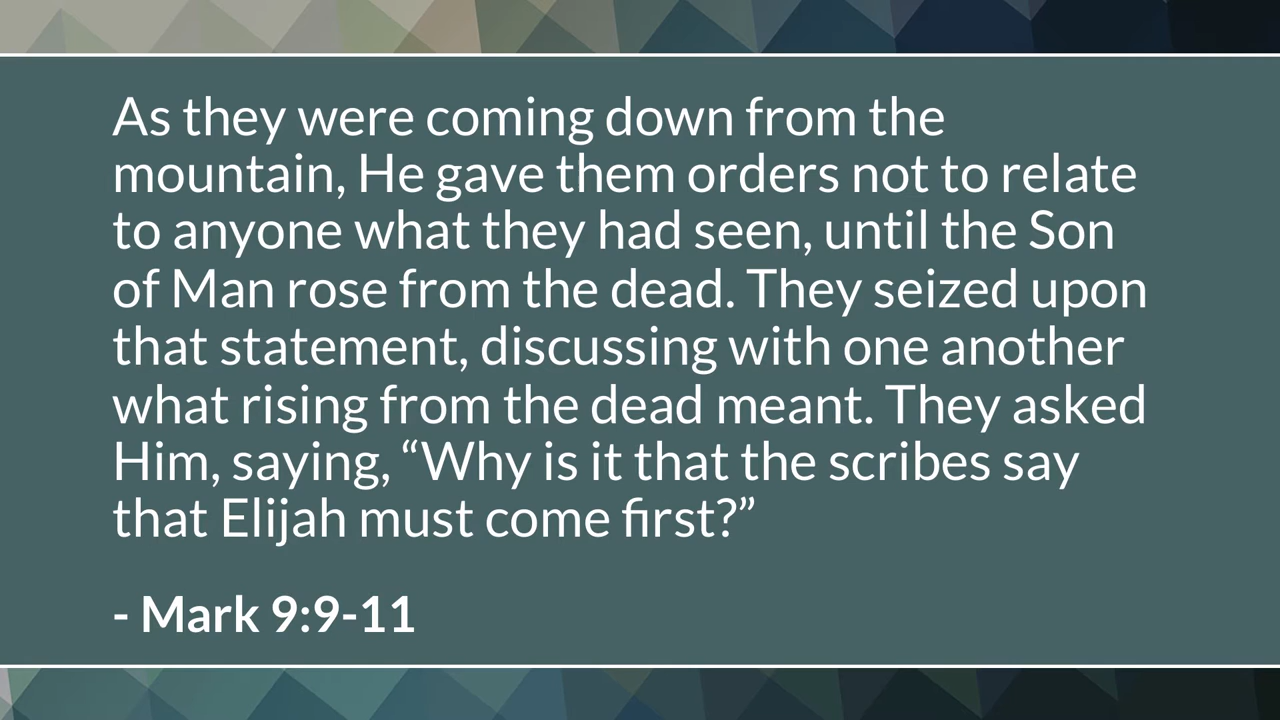 As they were coming down from the
mountain, He gave them orders not to relate
to anyone what they had seen, until the Son
of Man rose from the dead. They seized upon
that statement, discussing with one another
what rising from the dead meant. They asked
Him, saying, “Why is it that the scribes say
that Elijah must come first?”
- Mark 9:9-11